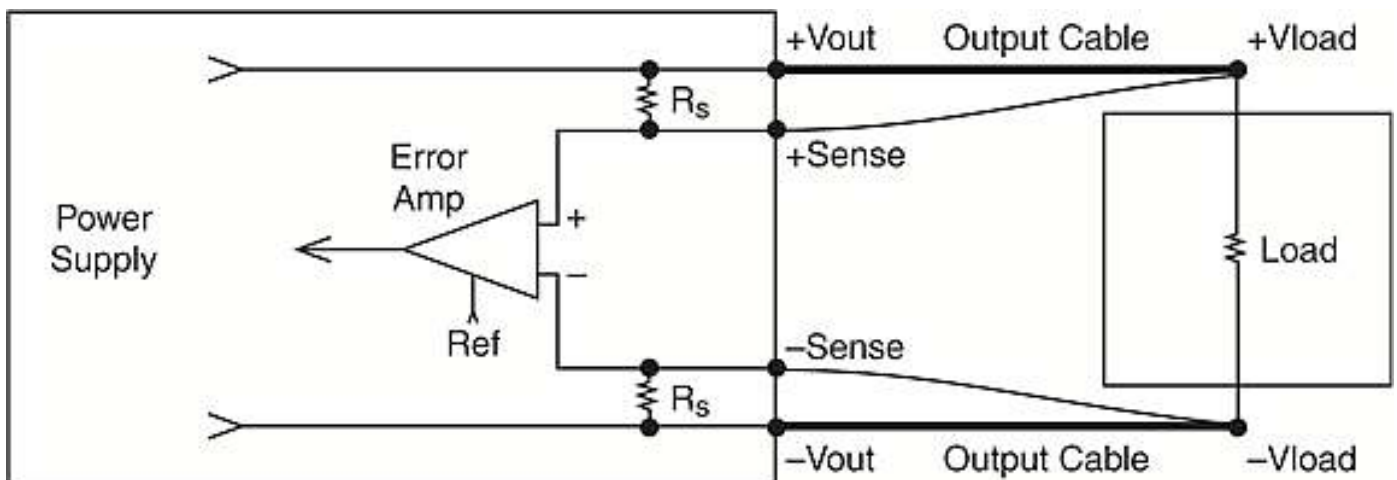 +Vout Output Cable +Vload
Rs
+Sense
Error
Amp
Power
Supply
+
–
Load
Ref
–Sense
Rs
–Vout Output Cable –Vload